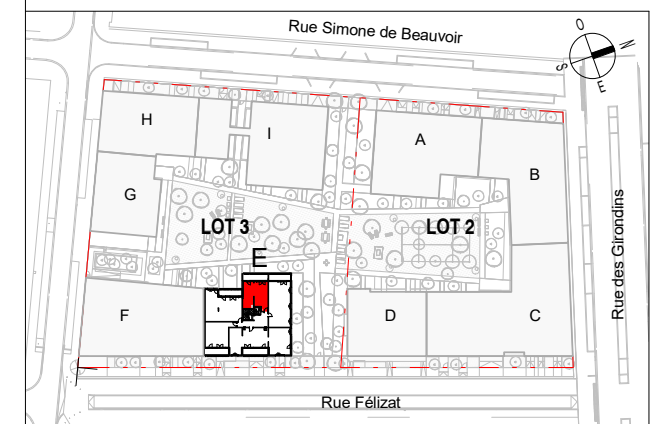 Rue Simone de Beauvoir
O
N
S
E
H
I
A
B
G
LOT 3
LOT 2
E
F
D
C
Rue des Girondins
Rue Félizat